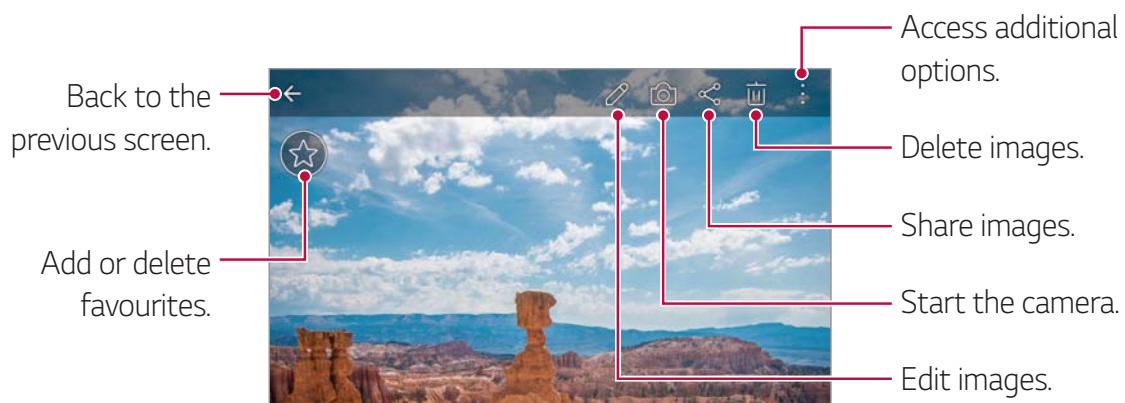 Back to the
previous screen.
Add or delete
favourites.
Access additional
options.
Delete images.
Share images.
Start the camera.
Edit images.